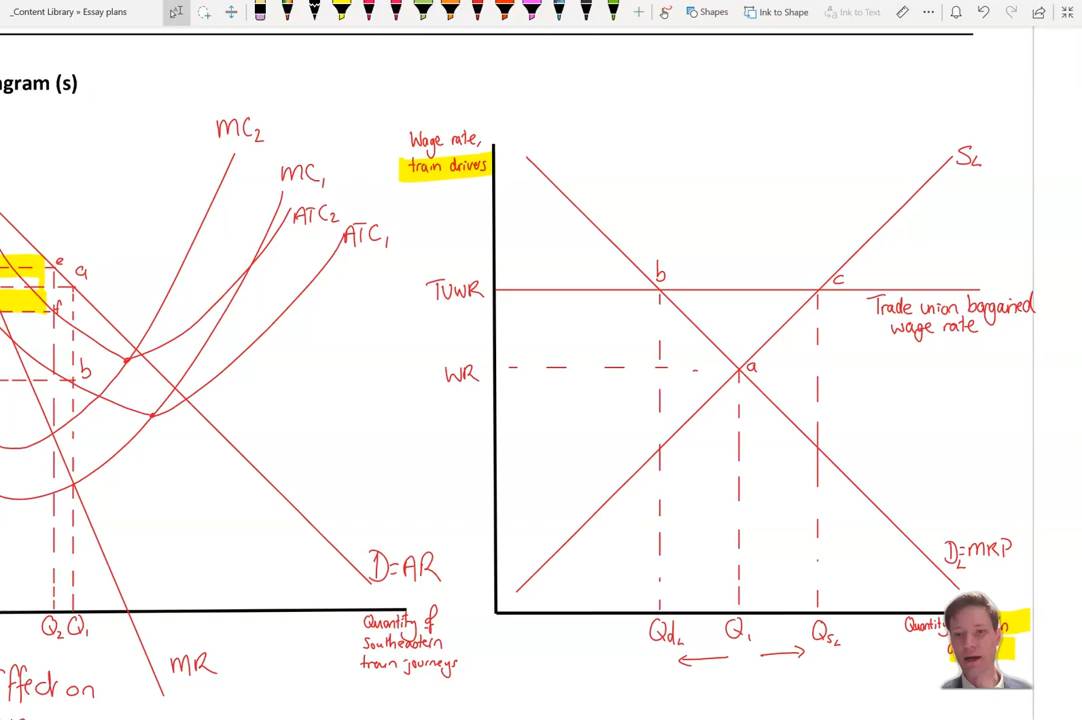 _Content Library » Essay plans
Shapes
Ink to Shape
Ink to Text
agram (s)
MC2
MC1
ATC2
ATC1
e
a
f
b
D=AR
Q2 Q1
Quantity of
Southeastern
train journeys
MR
ffect on
Wage rate,
train drivers
SL
TUWR
b
c
Trade union bargained
wage rate
WR
a
DL=MRP
QdL
Q1
QSL
Quantity